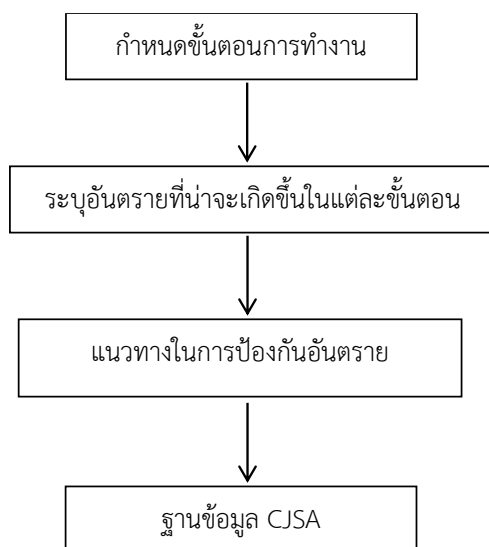 กำหนดขั้นตอนการทำงาน
ระบุอันตรายที่น่าจะเกิดขึ้นในแต่ละขั้นตอน
แนวทางในการป้องกันอันตราย
ฐานข้อมูล CJSA